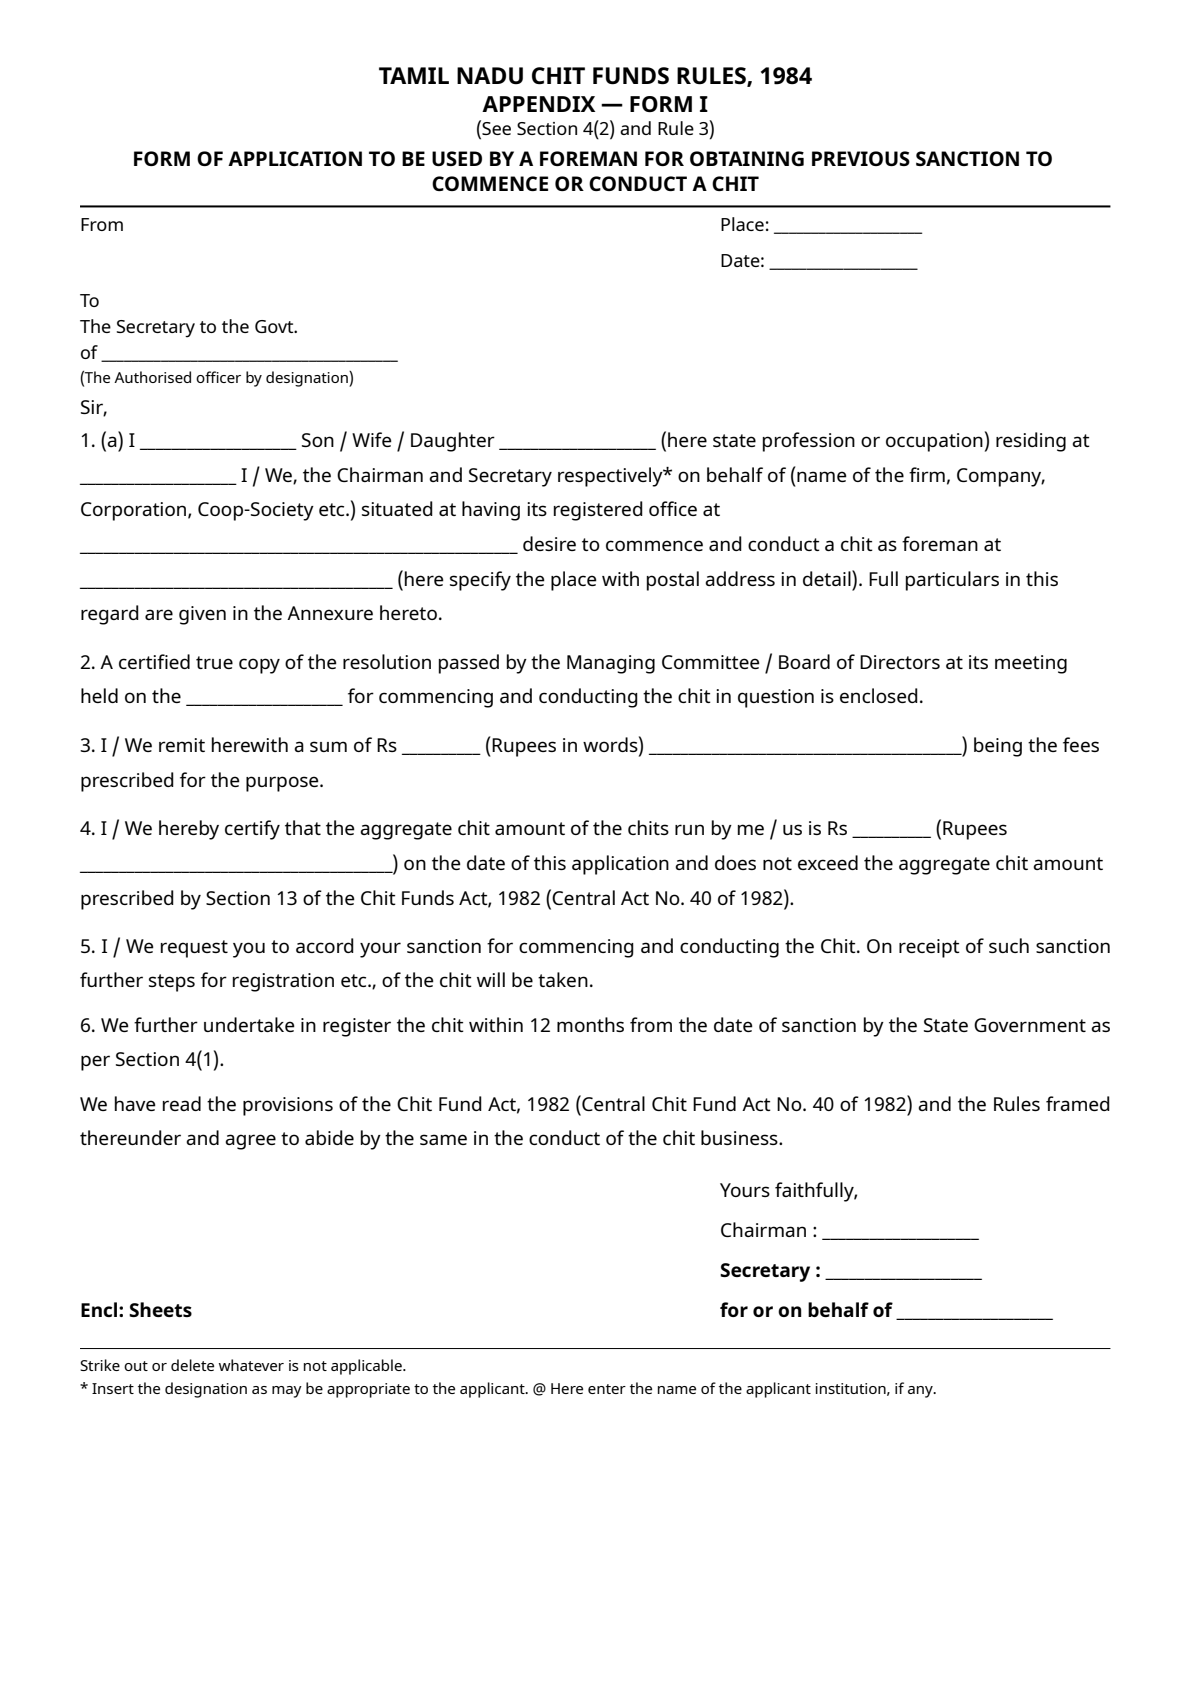 TAMIL NADU CHIT FUNDS RULES, 1984
APPENDIX — FORM I
(See Section 4(2) and Rule 3)
FORM OF APPLICATION TO BE USED BY A FOREMAN FOR OBTAINING PREVIOUS SANCTION TO
COMMENCE OR CONDUCT A CHIT
From
Place: _________________
Date: _________________
To
The Secretary to the Govt.
of __________________________________
(The Authorised officer by designation)
Sir,
1. (a) I __________________ Son / Wife / Daughter __________________ (here state profession or occupation) residing at
__________________ I / We, the Chairman and Secretary respectively* on behalf of (name of the firm, Company,
Corporation, Coop-Society etc.) situated at having its registered office at
__________________________________________________ desire to commence and conduct a chit as foreman at
____________________________________ (here specify the place with postal address in detail). Full particulars in this
regard are given in the Annexure hereto.
2. A certified true copy of the resolution passed by the Managing Committee / Board of Directors at its meeting
held on the __________________ for commencing and conducting the chit in question is enclosed.
3. I / We remit herewith a sum of Rs _________ (Rupees in words) ____________________________________) being the fees
prescribed for the purpose.
4. I / We hereby certify that the aggregate chit amount of the chits run by me / us is Rs _________ (Rupees
____________________________________) on the date of this application and does not exceed the aggregate chit amount
prescribed by Section 13 of the Chit Funds Act, 1982 (Central Act No. 40 of 1982).
5. I / We request you to accord your sanction for commencing and conducting the Chit. On receipt of such sanction
further steps for registration etc., of the chit will be taken.
6. We further undertake in register the chit within 12 months from the date of sanction by the State Government as
per Section 4(1).
We have read the provisions of the Chit Fund Act, 1982 (Central Chit Fund Act No. 40 of 1982) and the Rules framed
thereunder and agree to abide by the same in the conduct of the chit business.
Yours faithfully,
Chairman : __________________
Secretary : __________________
Encl: Sheets
for or on behalf of __________________
Strike out or delete whatever is not applicable.
* Insert the designation as may be appropriate to the applicant. @ Here enter the name of the applicant institution, if any.